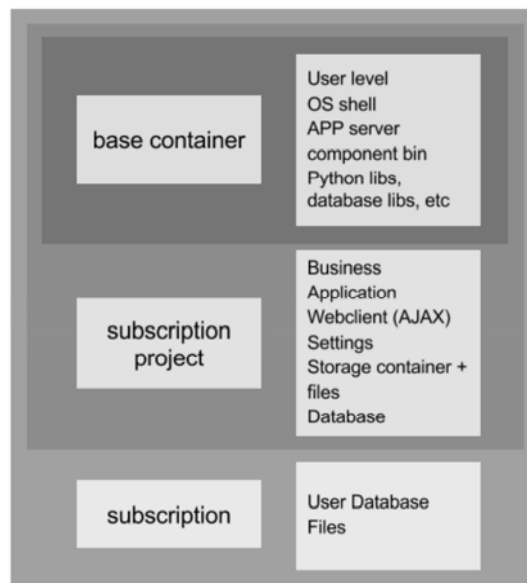 base container
User level
OS shell
APP server
component bin
Python libs,
database libs, etc
subscription
project
Business
Application
Webclient (AJAX)
Settings
Storage container +
files
Database
subscription
User Database
Files